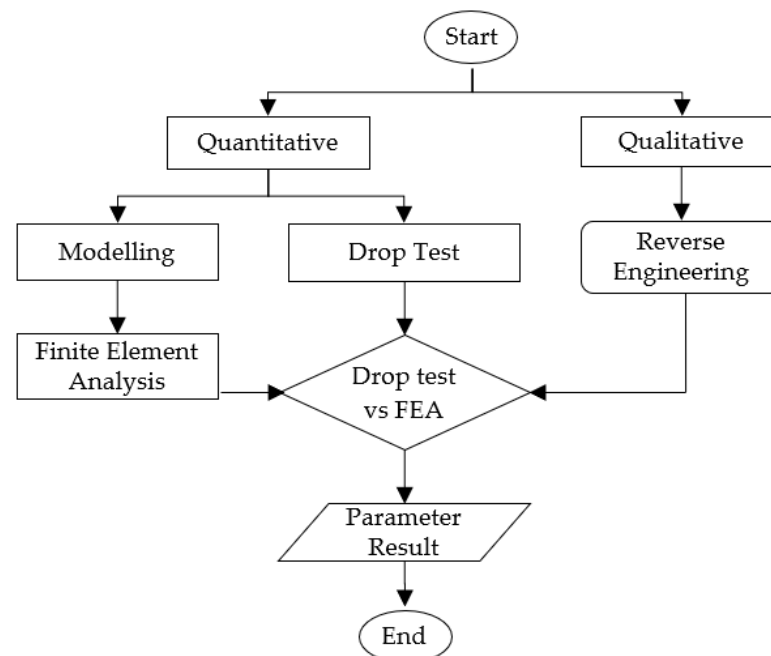 Start
Quantitative
Qualitative
Modelling
Drop Test
Reverse
Engineering
Finite Element
Analysis
Drop test
vs FEA
Parameter
Result
End